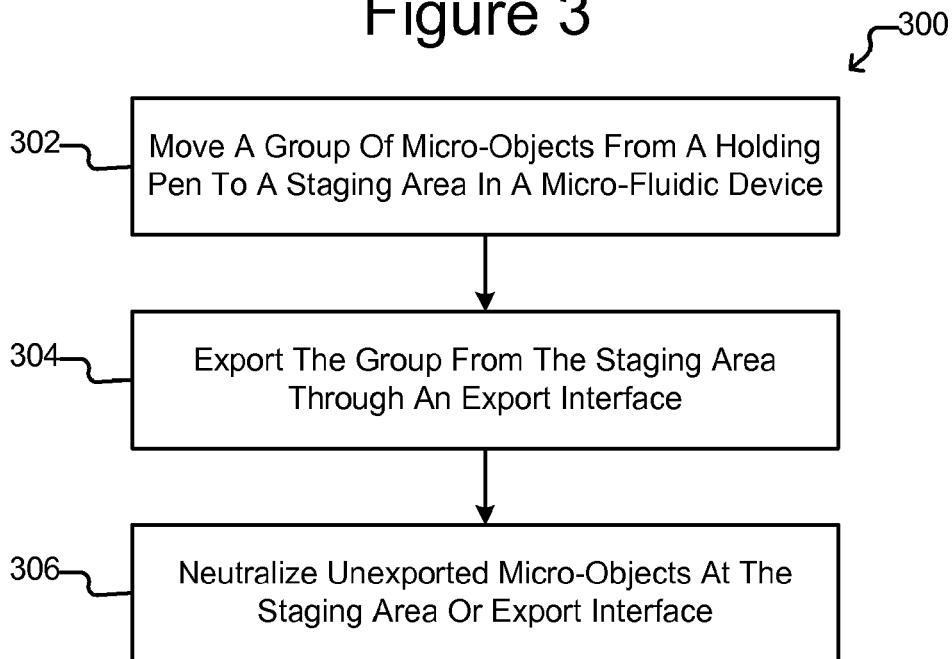 Figure 3
300
302
Move A Group Of Micro-Objects From A Holding
Pen To A Staging Area In A Micro-Fluidic Device
304
Export The Group From The Staging Area
Through An Export Interface
306
Neutralize Unexported Micro-Objects At The
Staging Area Or Export Interface